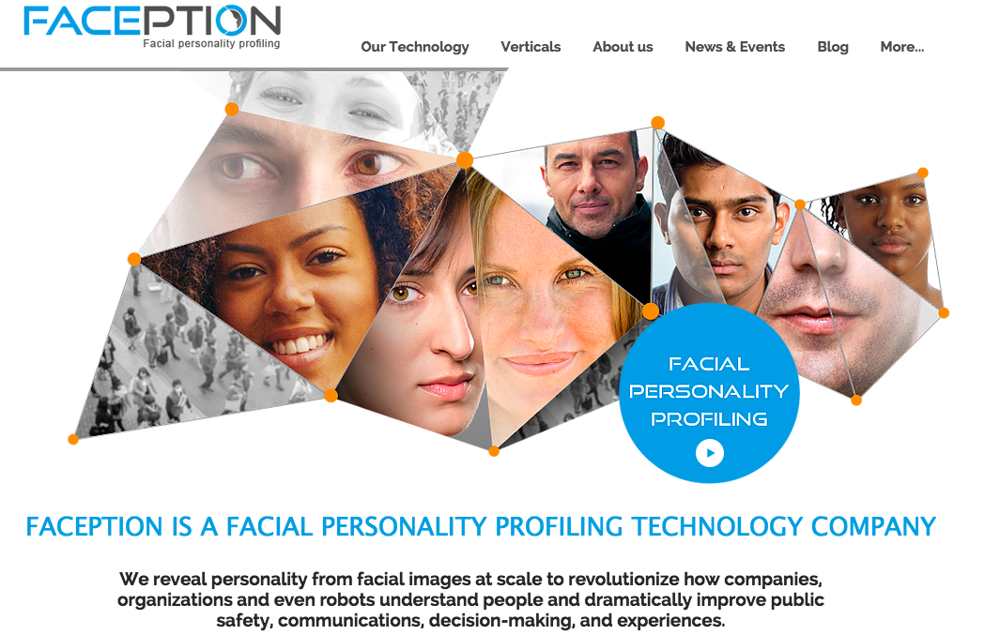 FACEPTION
Facial personality profiling
Our Technology Verticals About us News & Events Blog More...
FACIAL
PERSONALITY
PROFILING
FACEPTION IS A FACIAL PERSONALITY PROFILING TECHNOLOGY COMPANY
We reveal personality from facial images at scale to revolutionize how companies,
organizations and even robots understand people and dramatically improve public
safety, communications, decision-making, and experiences.